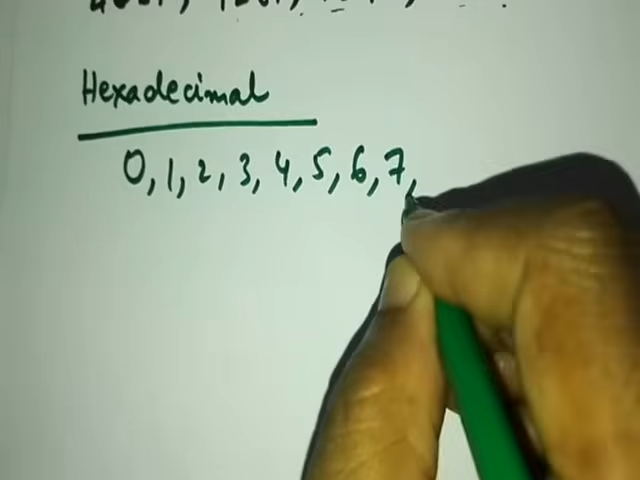 Hexadecimal
0, 1, 2, 3, 4, 5, 6, 7,